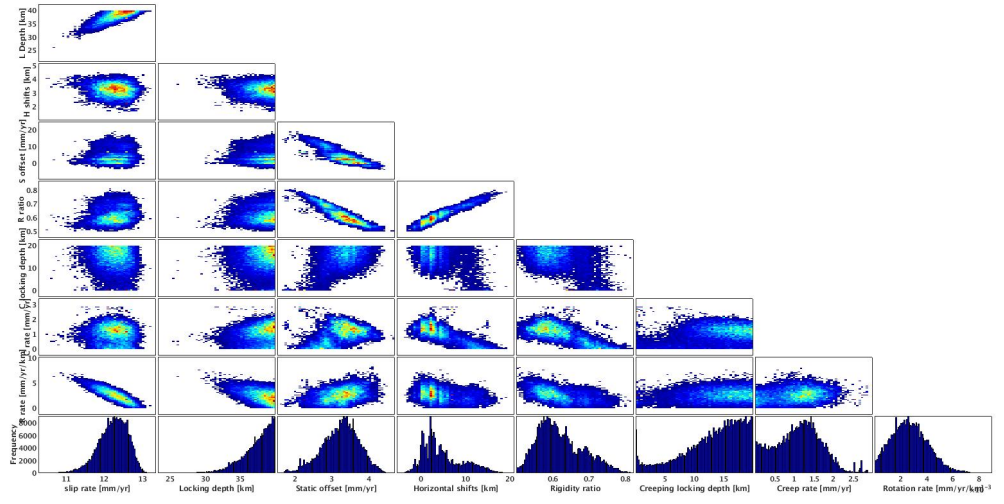 L Depth [km]
40
35
30
25
H shifts [km]
5
4
3
2
S offset [mm/yr]
20
10
0
R ratio
0.8
0.7
0.6
0.5
locking depth [km]
20
10
0
rate [mm/yr]
3
2
1
0
rate [mm/yr/km]
10
5
0
Frequency
8000
6000
4000
2000
0
11 12 13
25 30 35
2 3 4
0 10 20
0.5 0.6 0.7 0.8
5 10 15
0.5 1 1.5 2 2.5
0 2 4 6 8
slip rate [mm/yr]
Locking depth [km]
Static offset [mm/yr]
Horizontal shifts [km]
Rigidity ratio
Creeping locking depth [km]
Creep rate [mm/yr]
Rotation rate [mm/yr/km]